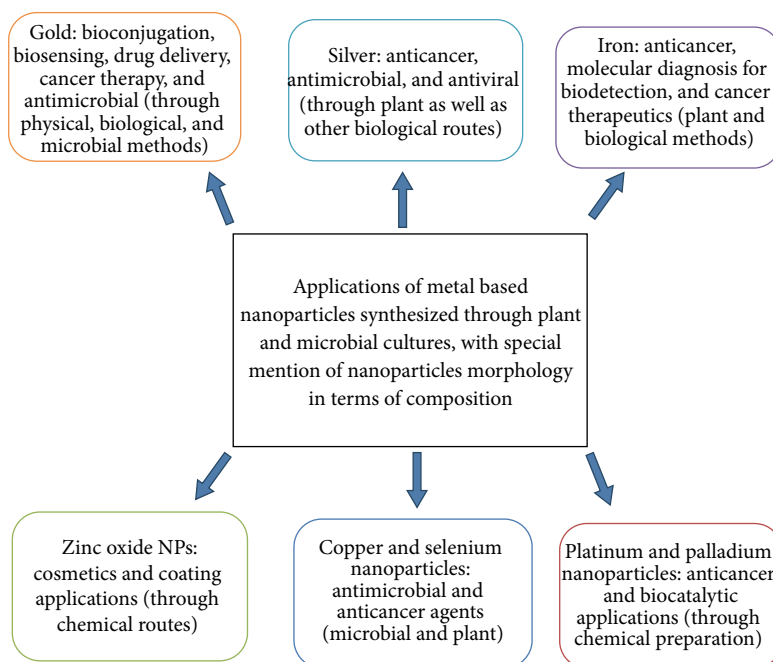 Gold: bioconjugation,
biosensing, drug delivery,
cancer therapy, and
antimicrobial (through
physical, biological, and
microbial methods)
Silver: anticancer,
antimicrobial, and antiviral
(through plant as well as
other biological routes)
Iron: anticancer,
molecular diagnosis for
biodetection, and cancer
therapeutics (plant and
biological methods)
Applications of metal based
nanoparticles synthesized through plant
and microbial cultures, with special
mention of nanoparticles morphology
in terms of composition
Zinc oxide NPs:
cosmetics and coating
applications (through
chemical routes)
Copper and selenium
nanoparticles:
antimicrobial and
anticancer agents
(microbial and plant)
Platinum and palladium
nanoparticles: anticancer
and biocatalytic
applications (through
chemical preparation)